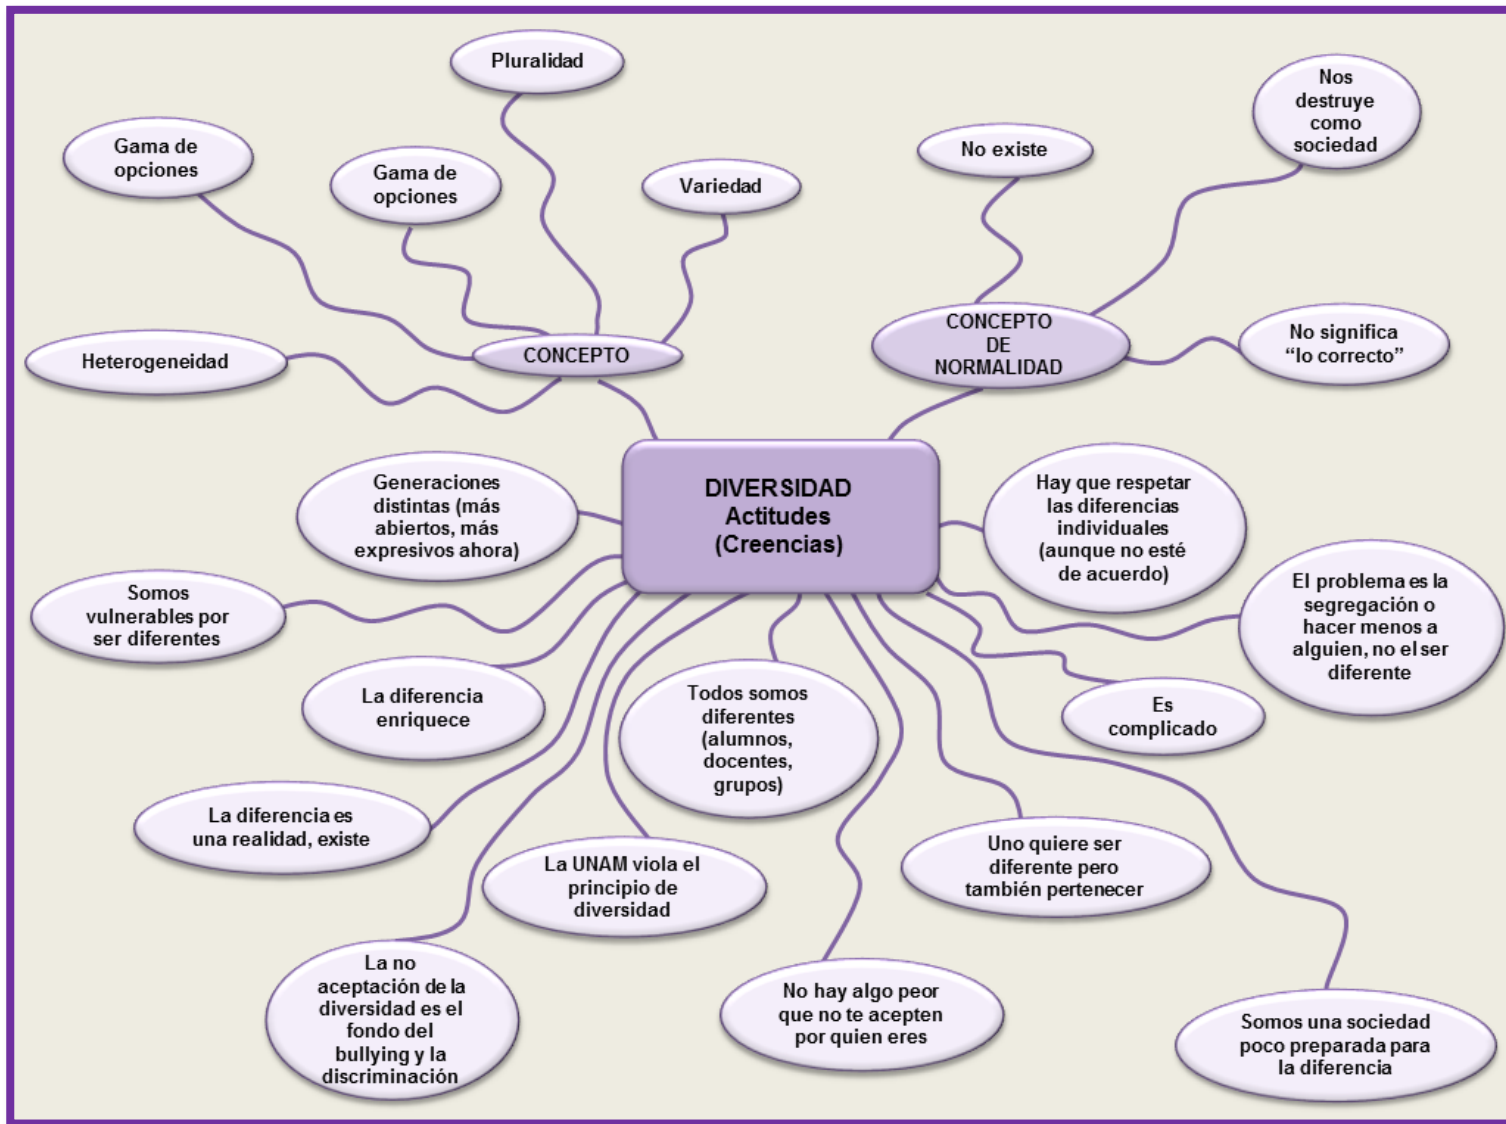 Pluralidad
Nos
destruye
como
sociedad
Gama de
opciones
Gama de
opciones
Variedad
No existe
Heterogeneidad
CONCEPTO
CONCEPTO
DE
NORMALIDAD
No significa
“lo correcto”
DIVERSIDAD
Actitudes
(Creencias)
Generaciones
distintas (más
abiertos, más
expresivos ahora)
Hay que respetar
las diferencias
individuales
(aunque no esté
de acuerdo)
Somos
vulnerables por
ser diferentes
El problema es la
segregación o
hacer menos a
alguien, no el ser
diferente
La diferencia
enriquece
Todos somos
diferentes
(alumnos,
docentes,
grupos)
Es
complicado
La diferencia es
una realidad, existe
La UNAM viola el
principio de
diversidad
Uno quiere ser
diferente pero
también pertenecer
La no
aceptación de la
diversidad es el
fondo del
bullying y la
discriminación
No hay algo peor
que no te acepten
por quien eres
Somos una sociedad
poco preparada para
la diferencia